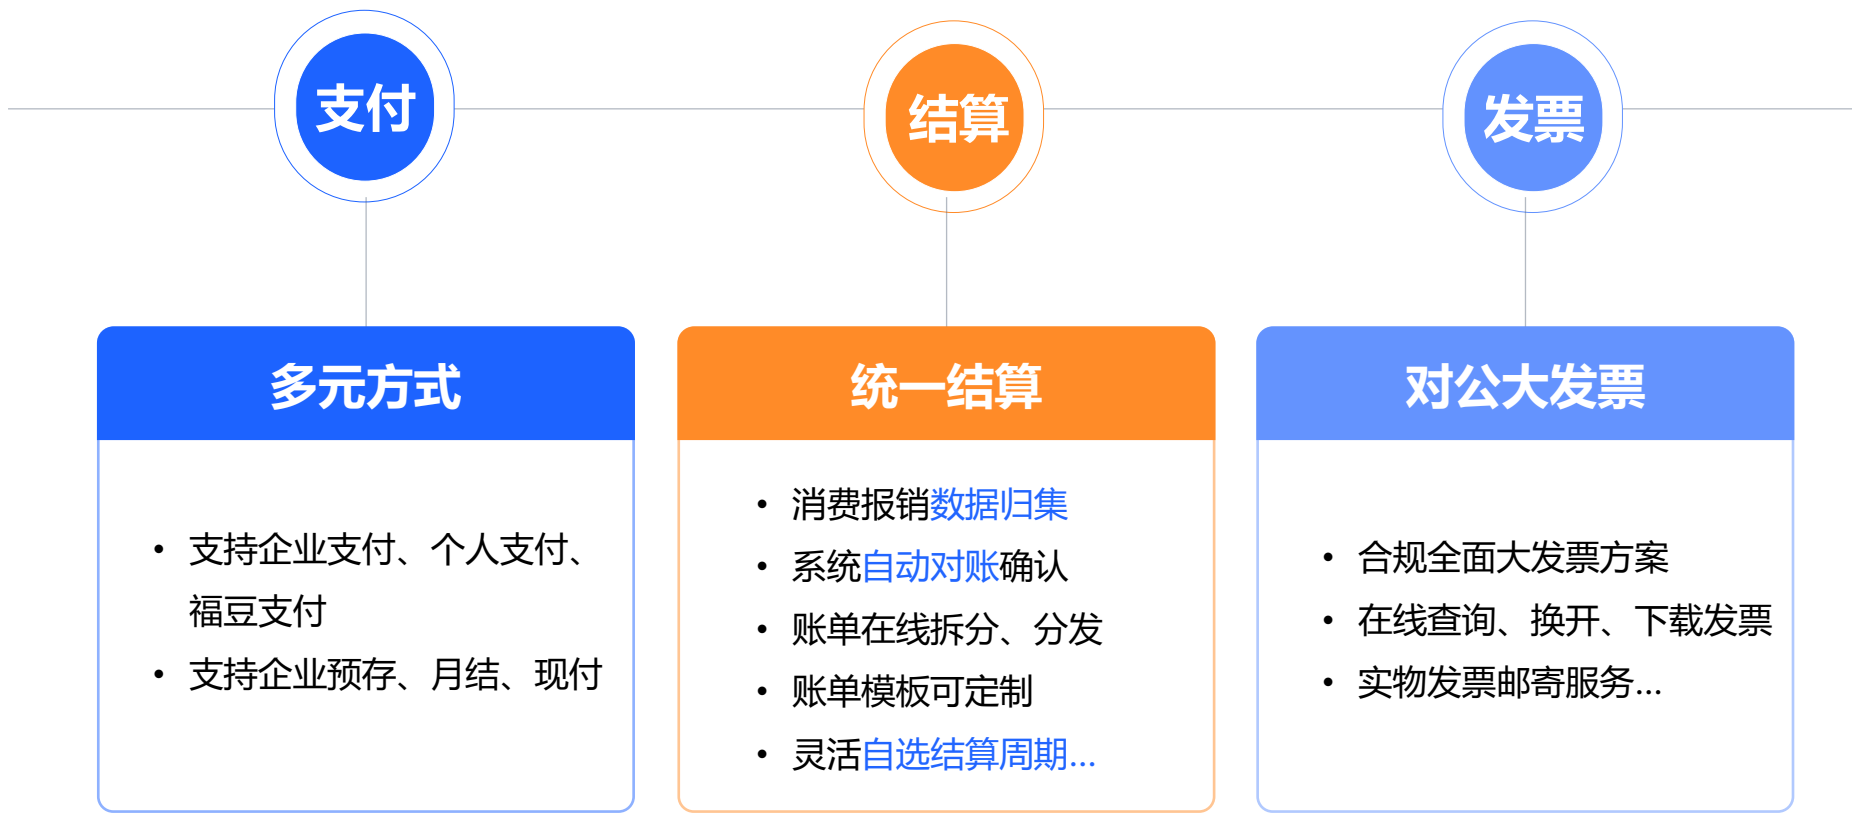 支付
结算
发票
多元方式
• 支持企业支付、个人支付、
福豆支付
• 支持企业预存、月结、现付
统一结算
• 消费报销数据归集
• 系统自动对账确认
• 账单在线拆分、分发
• 账单模板可定制
• 灵活自选结算周期...
对公大发票
• 合规全面大发票方案
• 在线查询、换开、下载发票
• 实物发票邮寄服务...